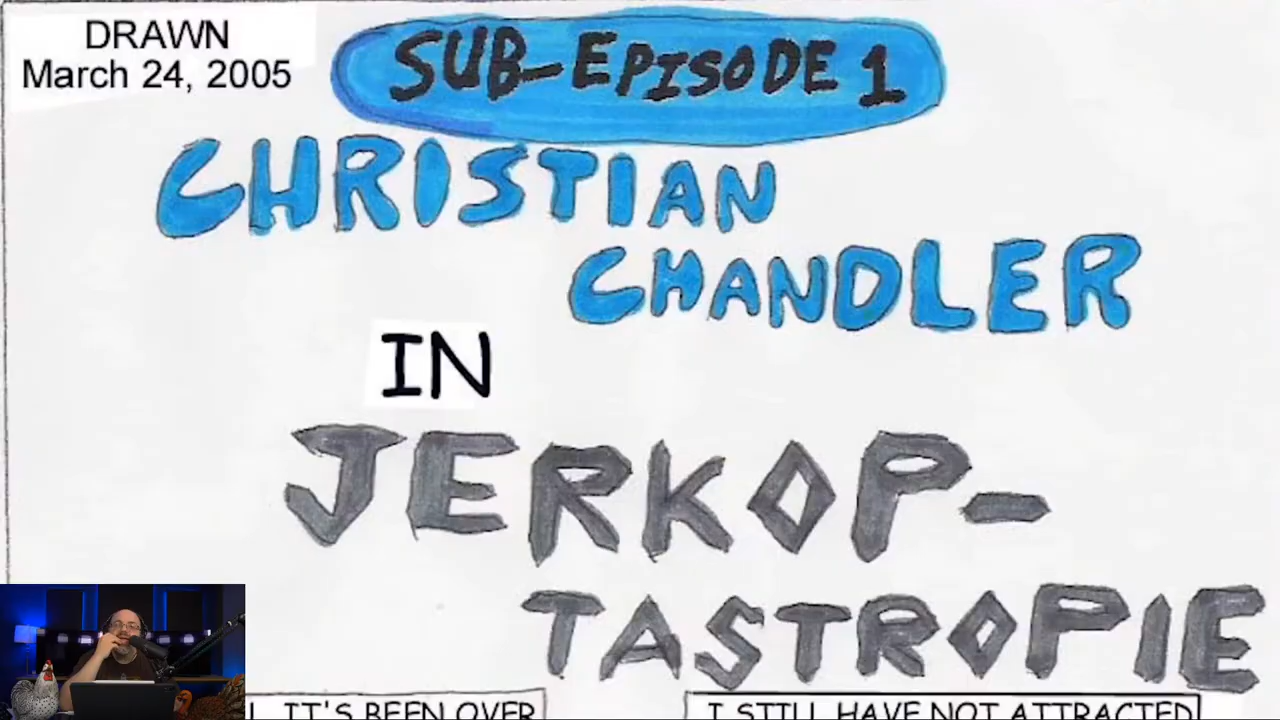 DRAWN
March 24, 2005
SUB-EPISODE 1
CHRISTIAN
CHANDLER
IN
JERKOP-
TASTROPIE
IT'S BEEN OVER
I STILL HAVE NOT ATTRACTED